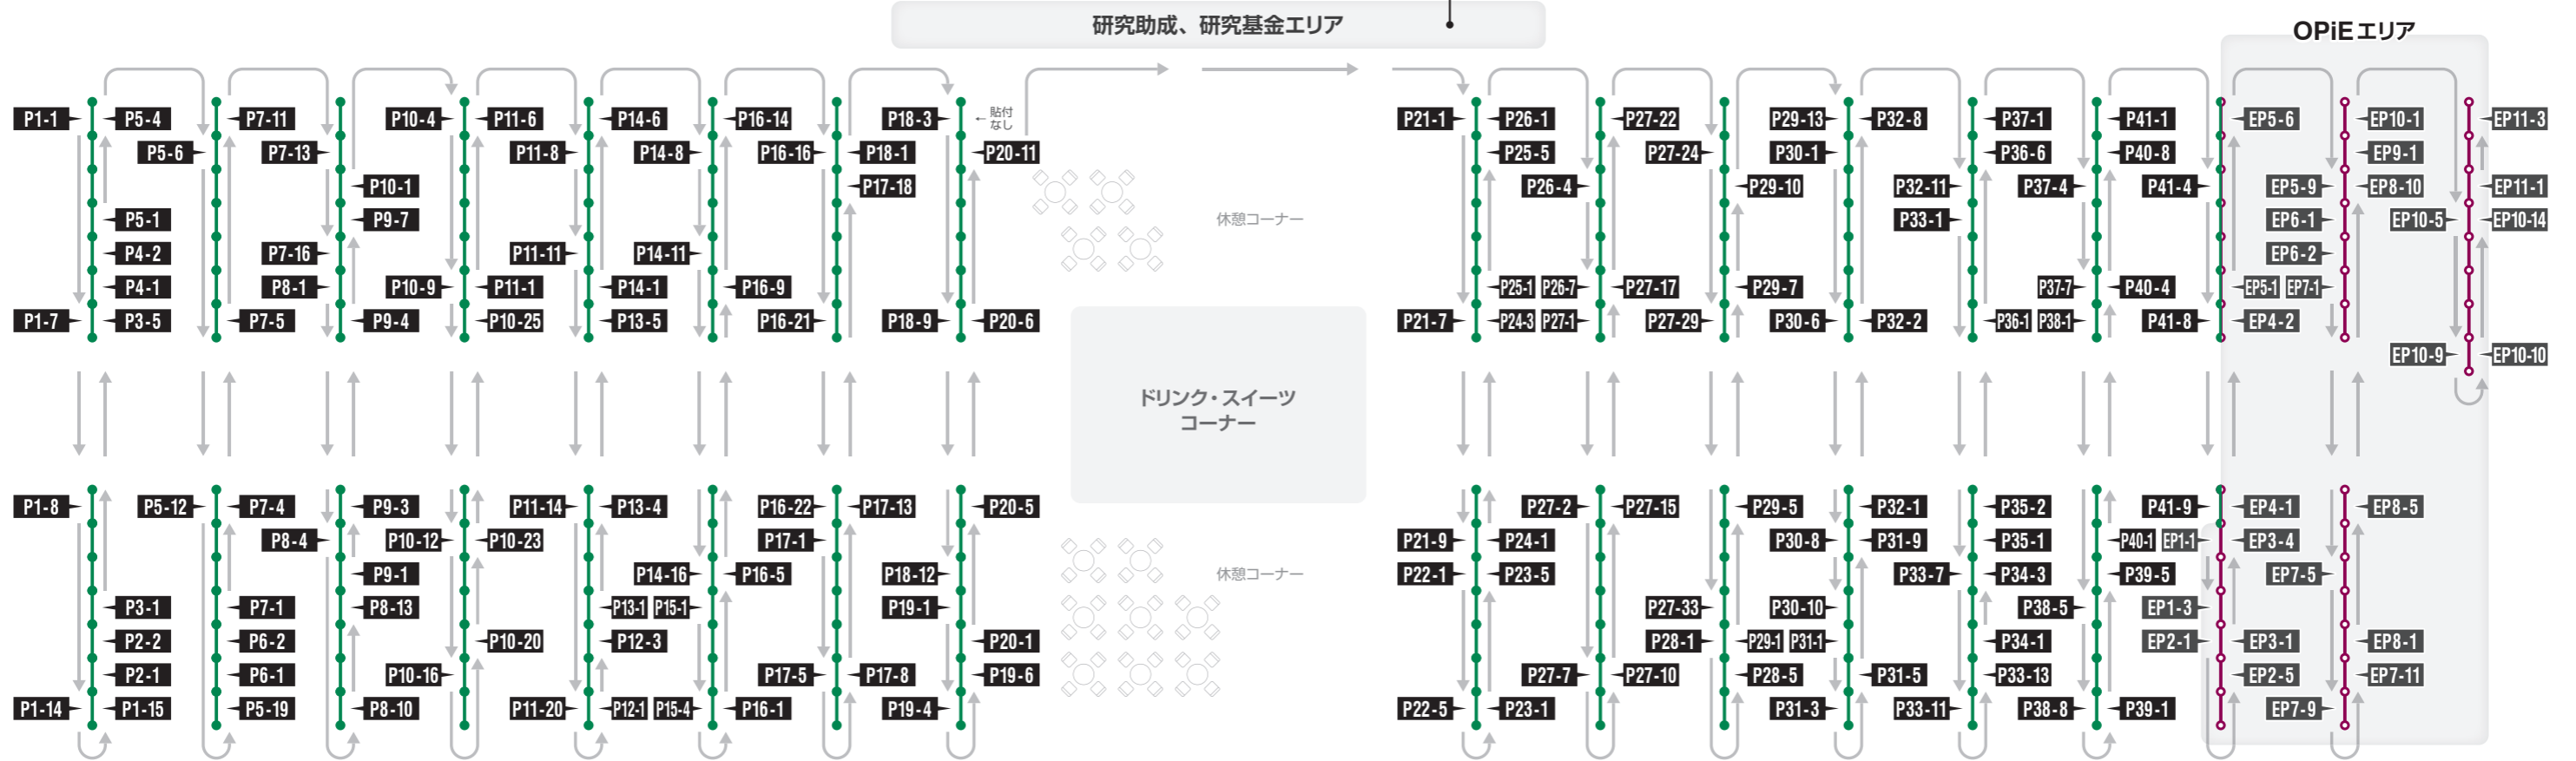 研究助成、研究基金エリア
OPiEエリア
P1-1 P5-4 P7-11 P10-4 P11-6 P14-6 P16-14 P18-3 ←貼付なし P21-1 P26-1 P27-22 P29-13 P32-8 P37-1 P41-1 EP5-6 EP10-1 EP11-3
P5-6 P7-13 P11-8 P14-8 P16-16 P18-1 P20-11 P25-5 P27-24 P30-1 P36-6 P40-8 EP9-1
P10-1 P17-18 P26-4 P29-10 P32-11 P37-4 P41-4 EP5-9 EP8-10 EP11-1
P5-1 P9-7 休憩コーナー P33-1 EP6-1 EP10-5 EP10-14
P4-2 P7-16 P11-11 P14-11 EP6-2
P4-1 P8-1 P10-9 P11-1 P14-1 P16-9 P25-1 P26-7 P27-17 P29-7 P37-7 P40-4 EP5-1 EP7-1
P1-7 P3-5 P7-5 P9-4 P10-25 P13-5 P16-21 P18-9 P20-6 P21-7 P24-3 P27-1 P27-29 P30-6 P32-2 P36-1 P38-1 P41-8 EP4-2
EP10-9 EP10-10
ドリンク・スイーツ
コーナー
P1-8 P5-12 P7-4 P9-3 P11-14 P13-4 P16-22 P17-13 P20-5 P27-2 P27-15 P29-5 P32-1 P35-2 P41-9 EP4-1 EP8-5
P8-4 P10-12 P10-23 P17-1 P21-9 P24-1 P30-8 P31-9 P35-1 P40-1 EP1-1 EP3-4
P9-1 P14-16 P16-5 P18-12 休憩コーナー P22-1 P23-5 P33-7 P34-3 P39-5 EP7-5
P3-1 P7-1 P8-13 P13-1 P15-1 P19-1 P27-33 P30-10 P38-5 EP1-3
P2-2 P6-2 P10-20 P12-3 P20-1 P28-1 P29-1 P31-1 P34-1 EP2-1 EP3-1 EP8-1
P2-1 P6-1 P10-16 P17-5 P17-8 P19-6 P27-7 P27-10 P28-5 P31-5 P33-13 EP2-5 EP7-11
P1-14 P1-15 P5-19 P8-10 P11-20 P12-1 P15-4 P16-1 P19-4 P22-5 P23-1 P31-3 P33-11 P38-8 P39-1 EP7-9